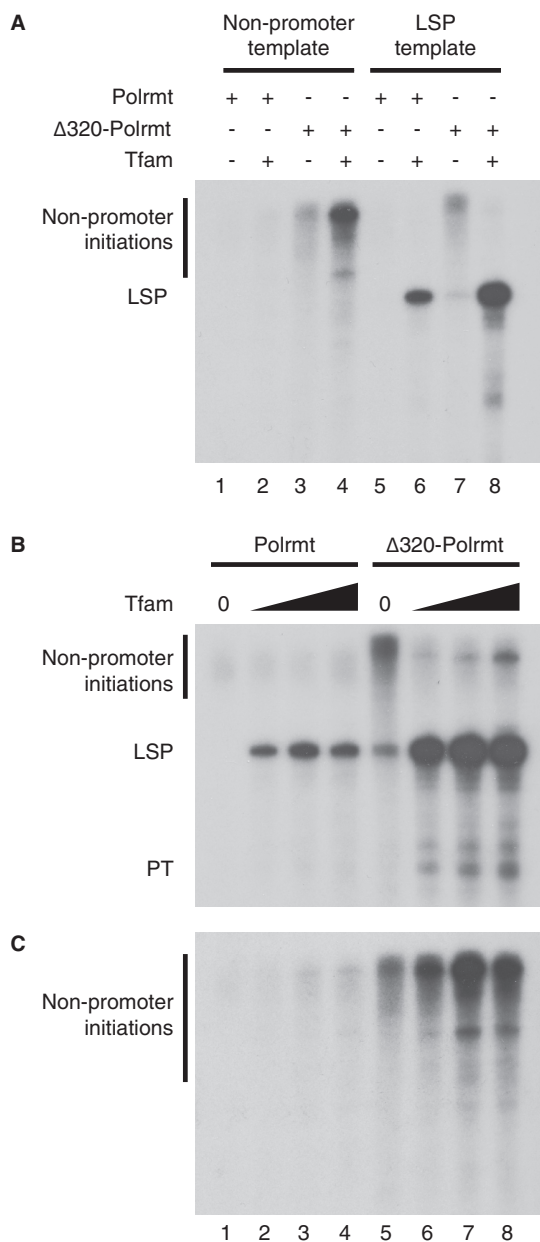 A
Non-promoter template
LSP template
Polrmt + + - - + + - -
Δ320-Polrmt - - + + - - + +
Tfam - + - + - + - +
Non-promoter initiations
LSP
1 2 3 4 5 6 7 8
B
Polrmt Δ320-Polrmt
Tfam 0 0
Non-promoter initiations
LSP
PT
C
Non-promoter initiations
1 2 3 4 5 6 7 8